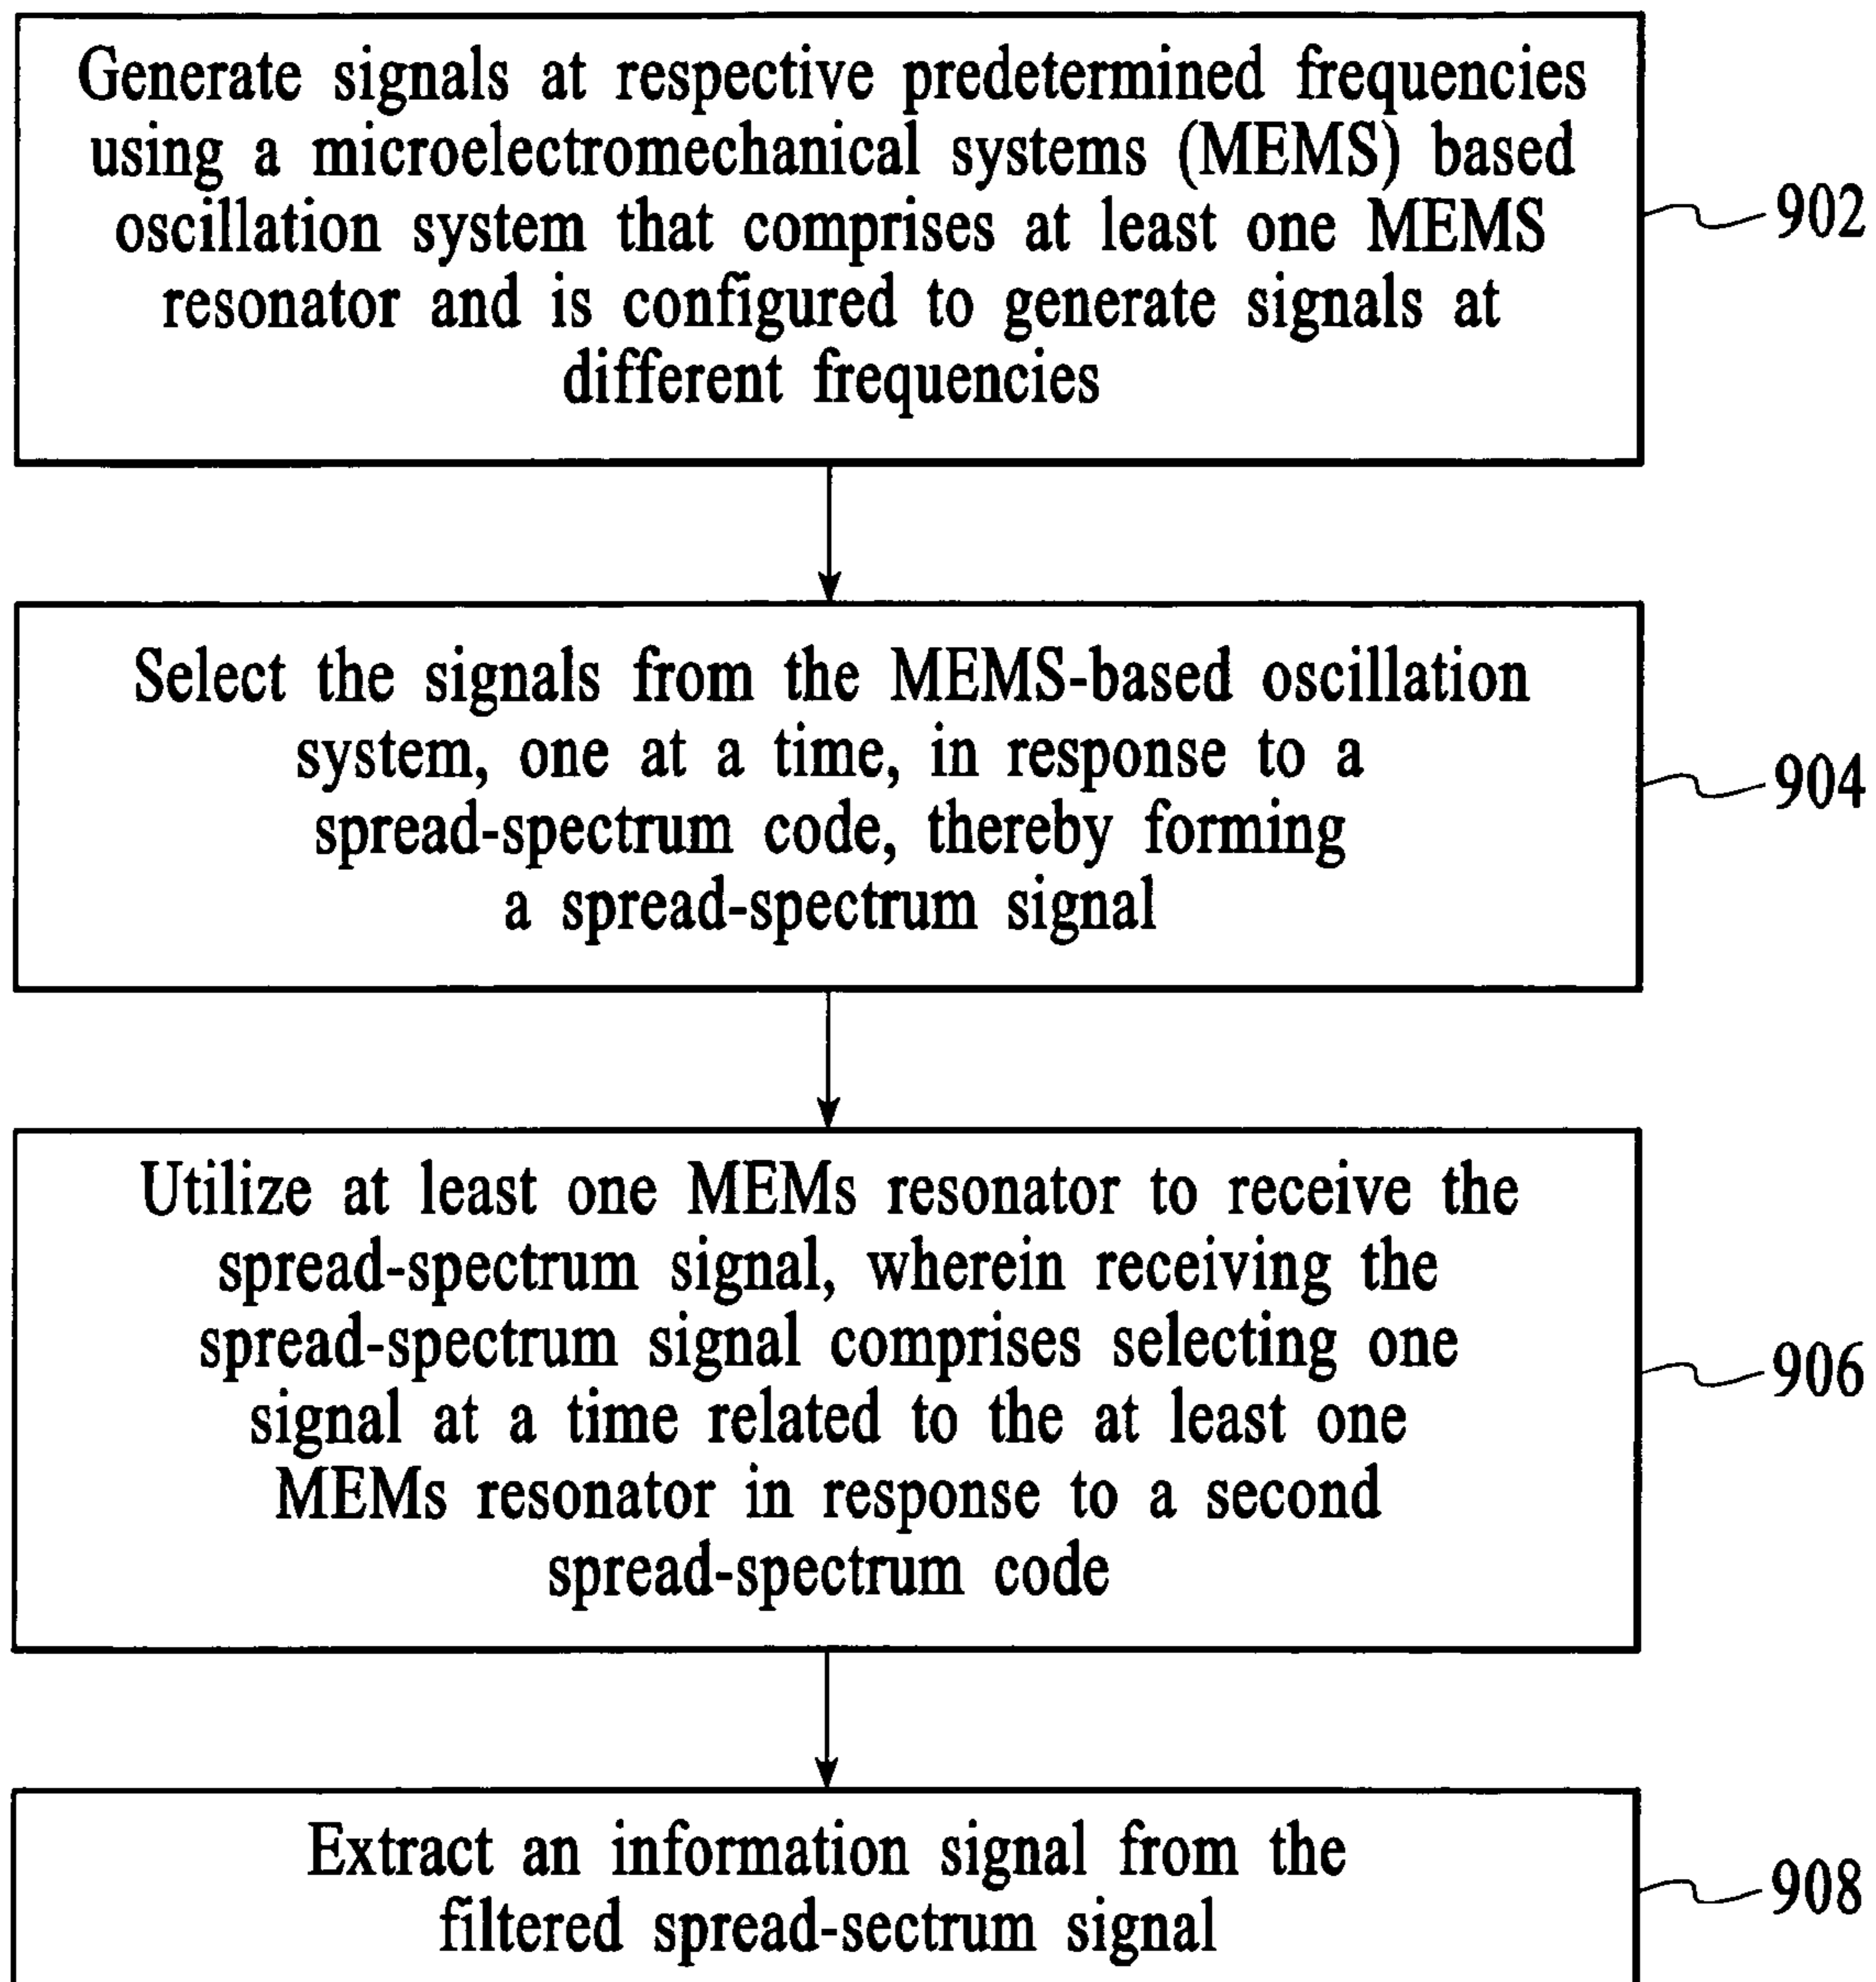 Generate signals at respective predetermined frequencies
using a microelectromechanical systems (MEMS) based
oscillation system that comprises at least one MEMS
resonator and is configured to generate signals at
different frequencies
902
Select the signals from the MEMS-based oscillation
system, one at a time, in response to a
spread-spectrum code, thereby forming
a spread-spectrum signal
904
Utilize at least one MEMs resonator to receive the
spread-spectrum signal, wherein receiving the
spread-spectrum signal comprises selecting one
signal at a time related to the at least one
MEMs resonator in response to a second
spread-spectrum code
906
Extract an information signal from the
filtered spread-sectrum signal
908